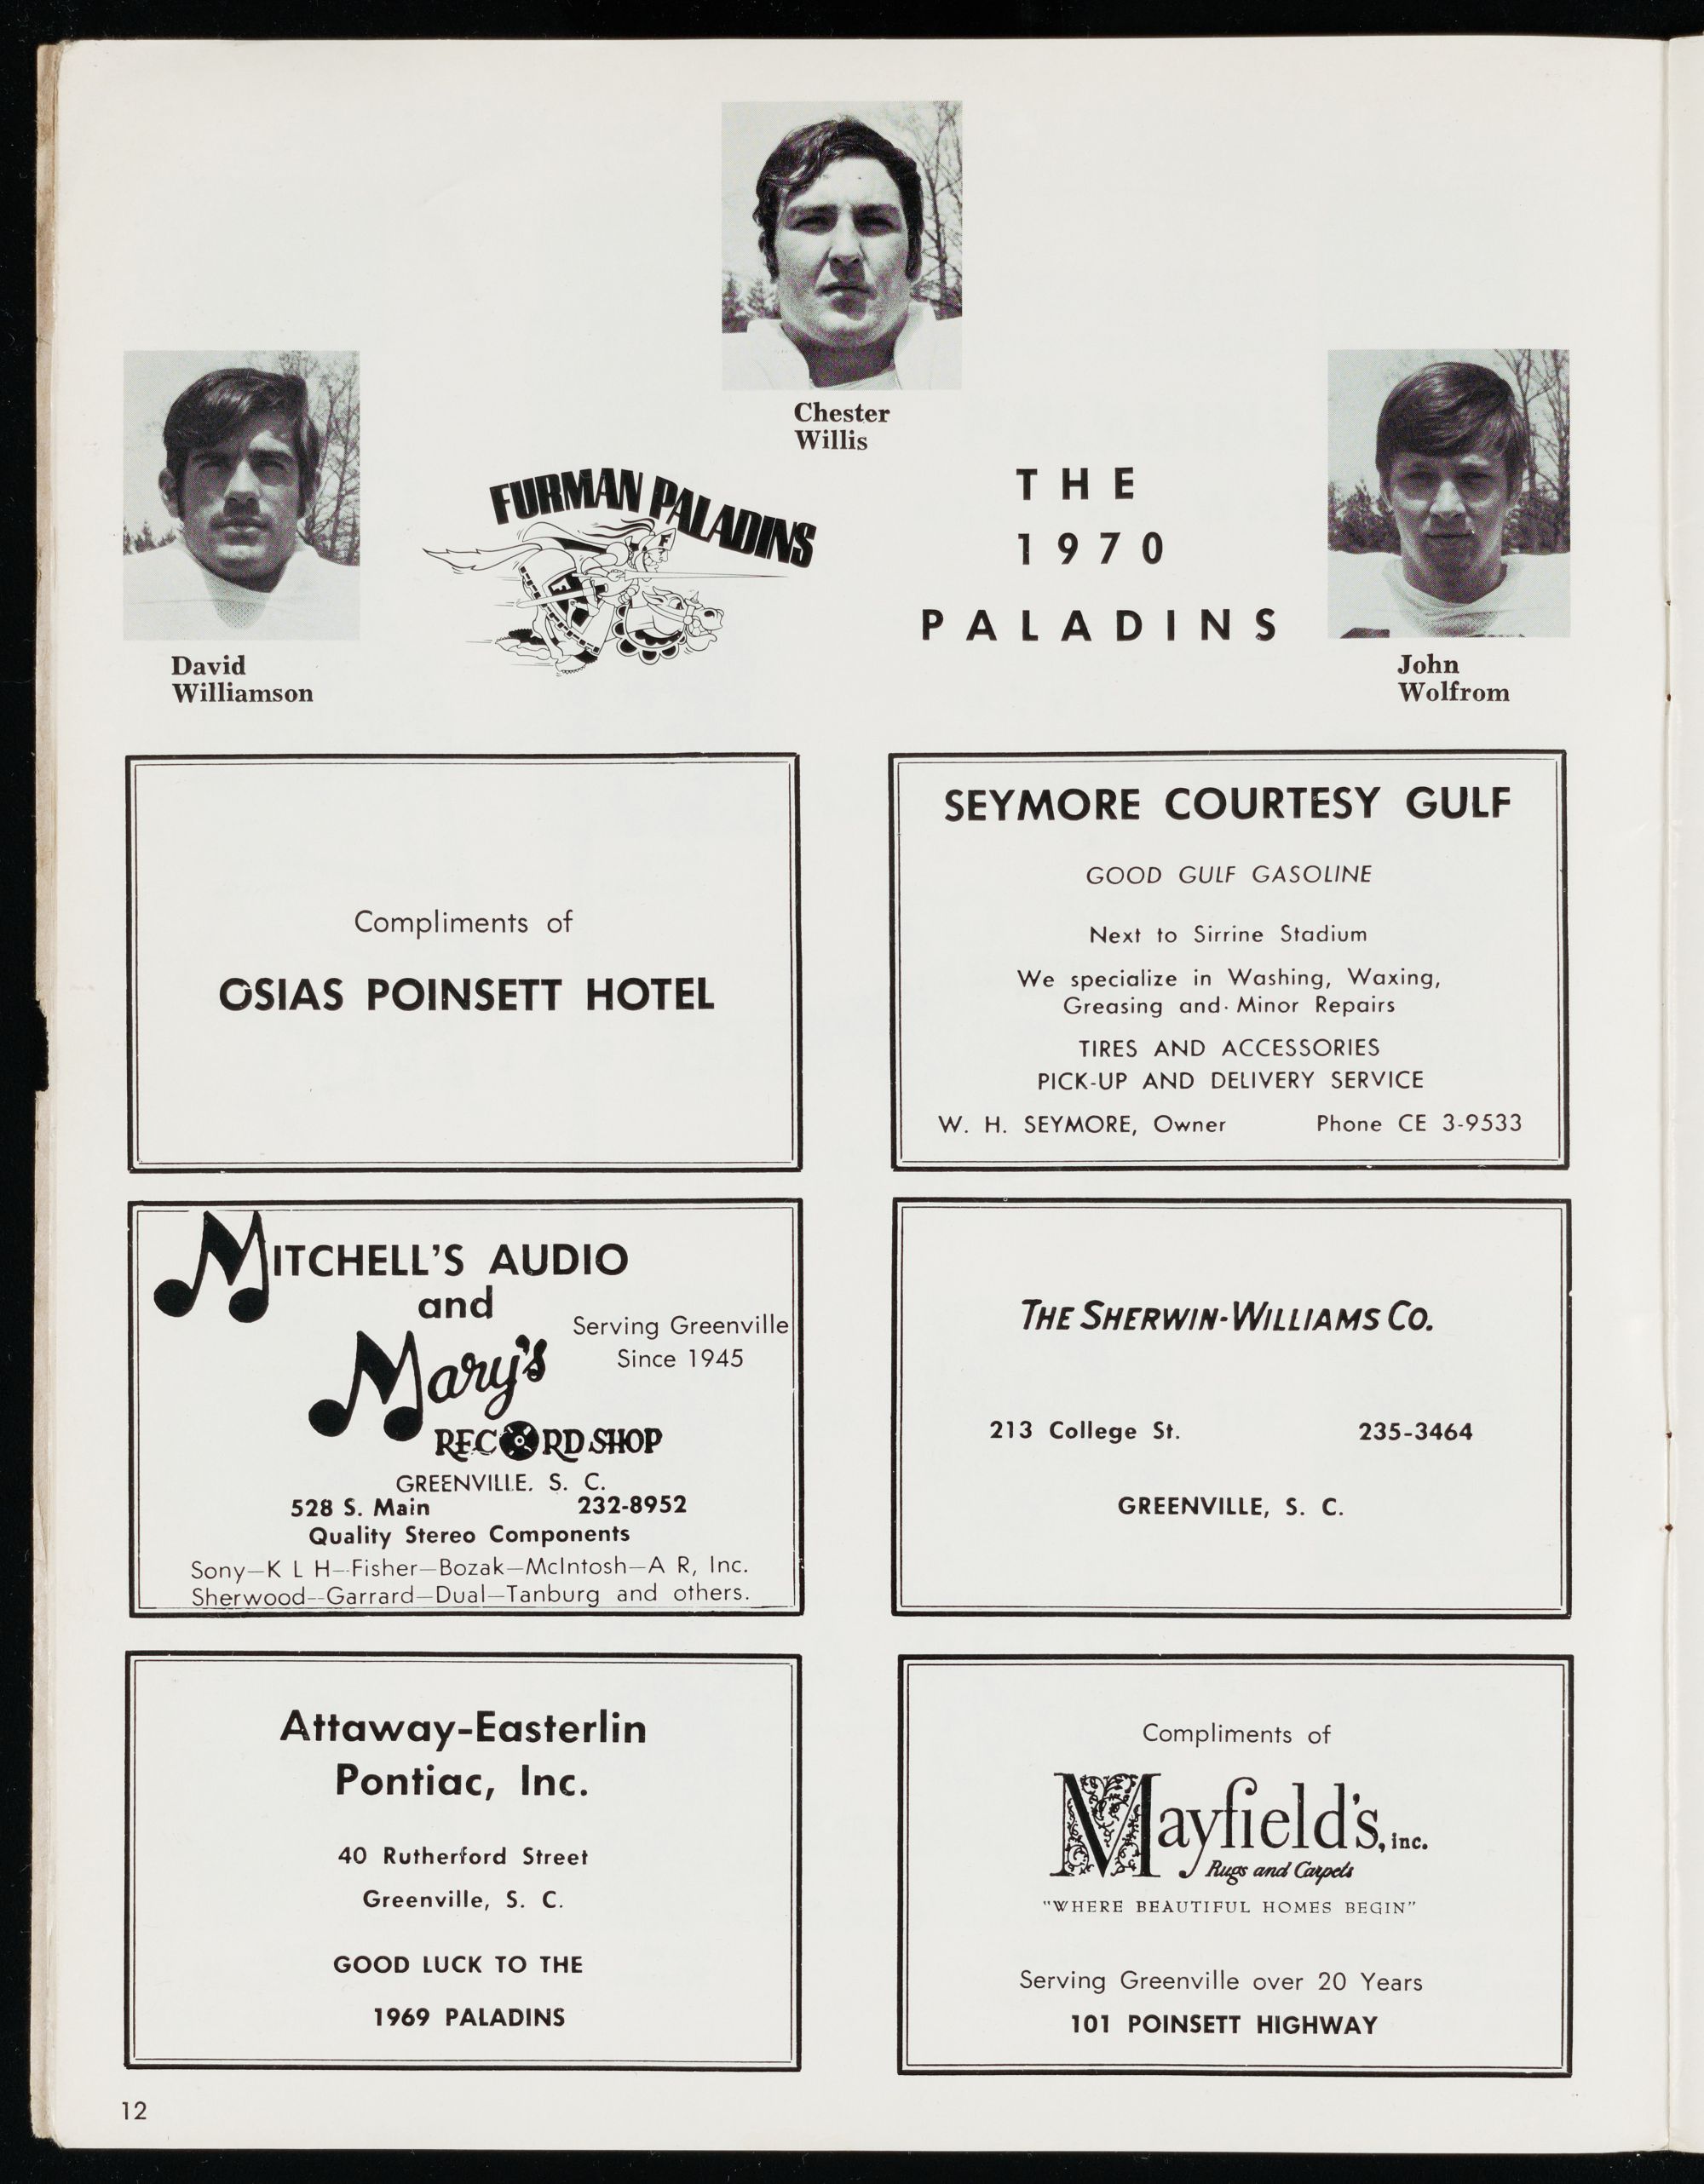 Chester
Willis
David
Williamson
FURMAN PALADINS
THE
1970
PALADINS
John
Wolfrom
Compliments of
OSIAS POINSETT HOTEL
SEYMORE COURTESY GULF
GOOD GULF GASOLINE
Next to Sirrine Stadium
We specialize in Washing, Waxing,
Greasing and Minor Repairs
TIRES AND ACCESSORIES
PICK-UP AND DELIVERY SERVICE
W. H. SEYMORE, Owner Phone CE 3-9533
MITCHELL'S AUDIO
and
Mary's
Serving Greenville
Since 1945
RECORD SHOP
GREENVILLE. S. C.
528 S. Main 232-8952
Quality Stereo Components
Sony—K L H—Fisher—Bozak—McIntosh—A R, Inc.
Sherwood—Garrard—Dual—Tanburg and others.
THE SHERWIN-WILLIAMS CO.
213 College St. 235-3464
GREENVILLE, S. C.
Attaway-Easterlin
Pontiac, Inc.
40 Rutherford Street
Greenville, S. C.
GOOD LUCK TO THE
1969 PALADINS
Compliments of
Mayfield's, inc.
Rugs and Carpets
"WHERE BEAUTIFUL HOMES BEGIN"
Serving Greenville over 20 Years
101 POINSETT HIGHWAY
12